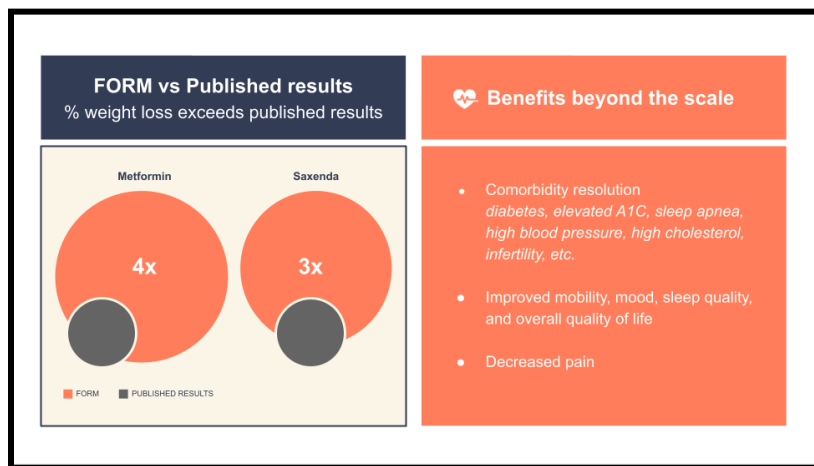 FORM vs Published results
% weight loss exceeds published results
Metformin
Saxenda
4x
3x
FORM
PUBLISHED RESULTS
Benefits beyond the scale
• Comorbidity resolution
diabetes, elevated A1C, sleep apnea,
high blood pressure, high cholesterol,
infertility, etc.
• Improved mobility, mood, sleep quality,
and overall quality of life
• Decreased pain